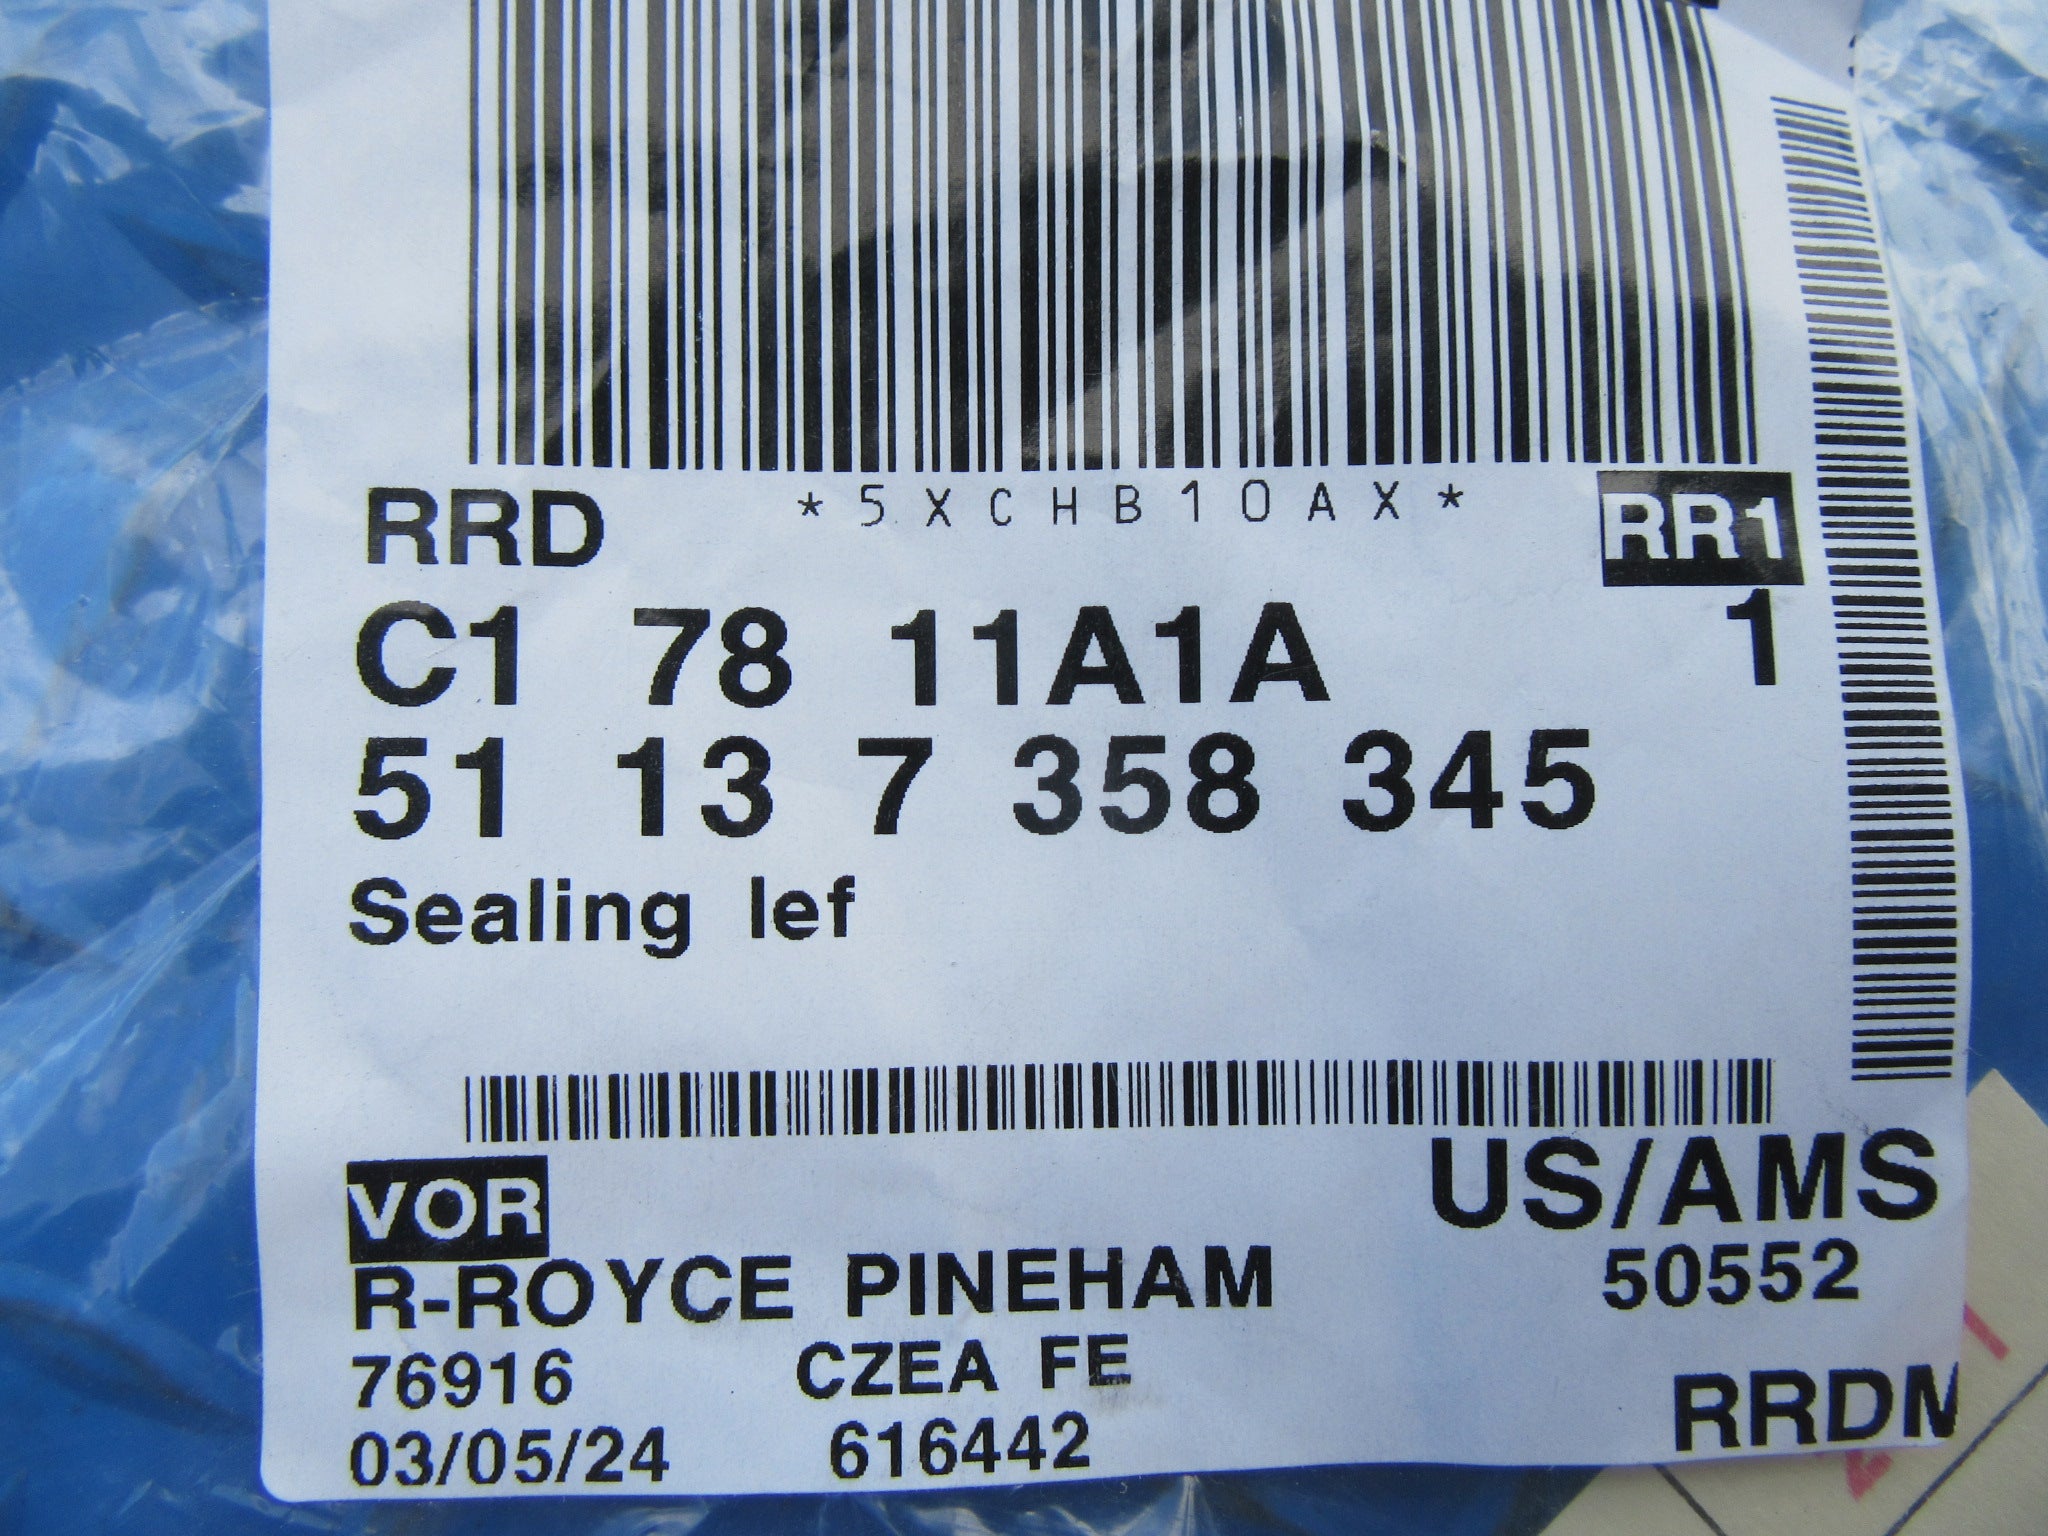 *5XCHB10AX*
RRD RR1
C1 78 11A1A 1
51 13 7 358 345
Sealing lef
VOR US/AMS
R-ROYCE PINEHAM 50552
76916 CZEA FE
03/05/24 616442 RRDM